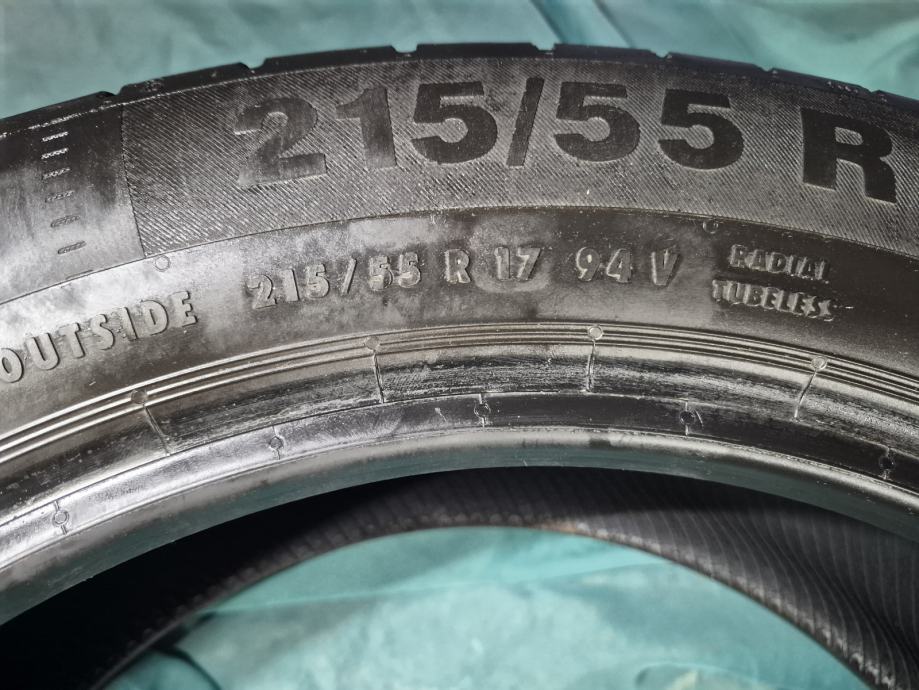 215/55 R
OUTSIDE 215/55 R 17 94 V RADIAL
TUBELESS